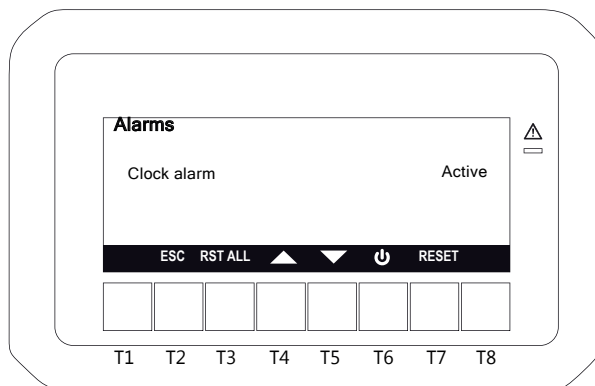 Alarms
Clock alarm Active
ESC RST ALL RESET
T1 T2 T3 T4 T5 T6 T7 T8